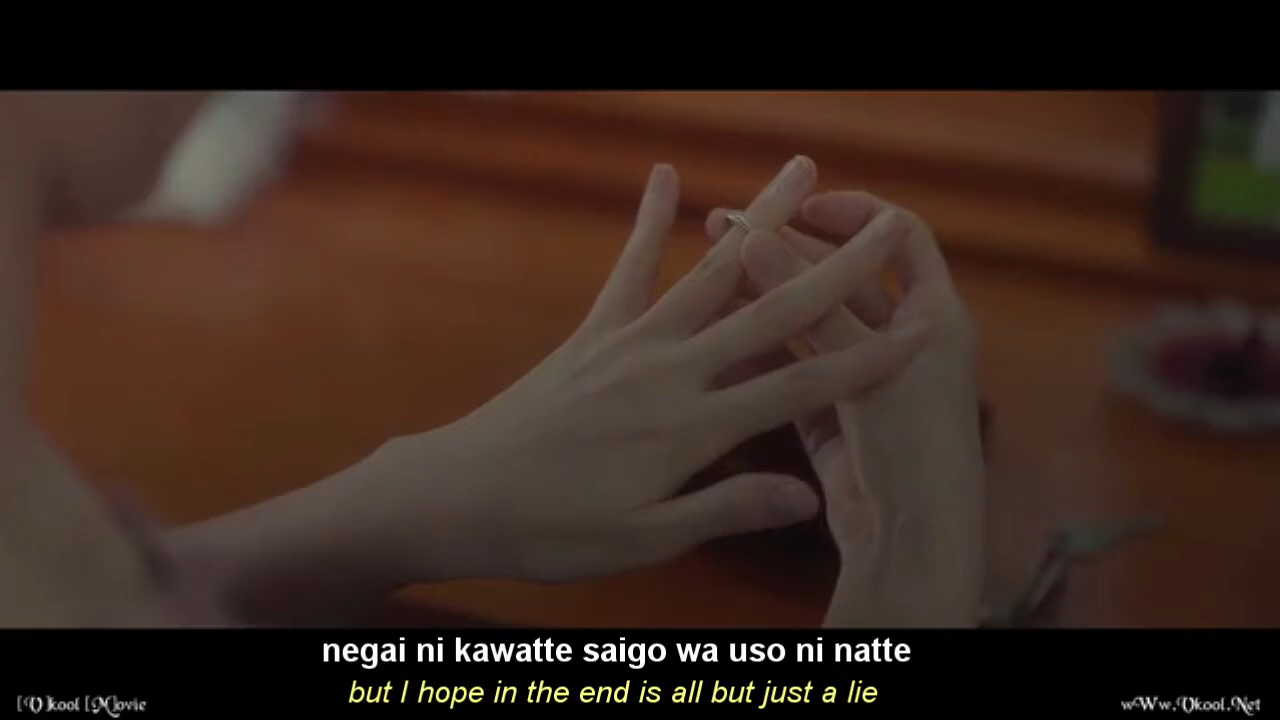 negai ni kawatte saigo wa uso ni natte
but I hope in the end is all but just a lie
[V]kool [M]ovie
wWw.Vkool.Net